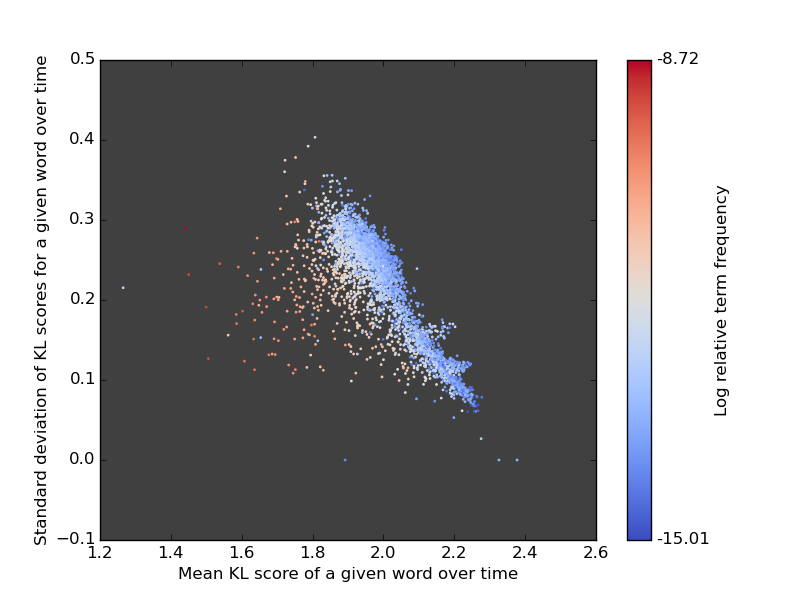 0.5
0.4
0.3
0.2
0.1
0.0
−0.1
1.2 1.4 1.6 1.8 2.0 2.2 2.4 2.6
Mean KL score of a given word over time
Standard deviation of KL scores for a given word over time
-8.72
-15.01
Log relative term frequency